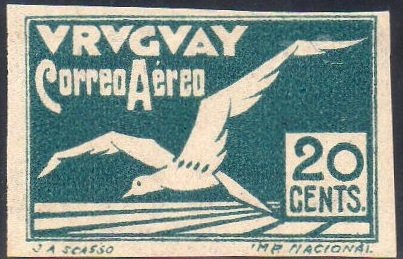 VRVGVAY
Correo Aéreo
20
CENTS.
J A SCASSO
IMP. NACIONAL.